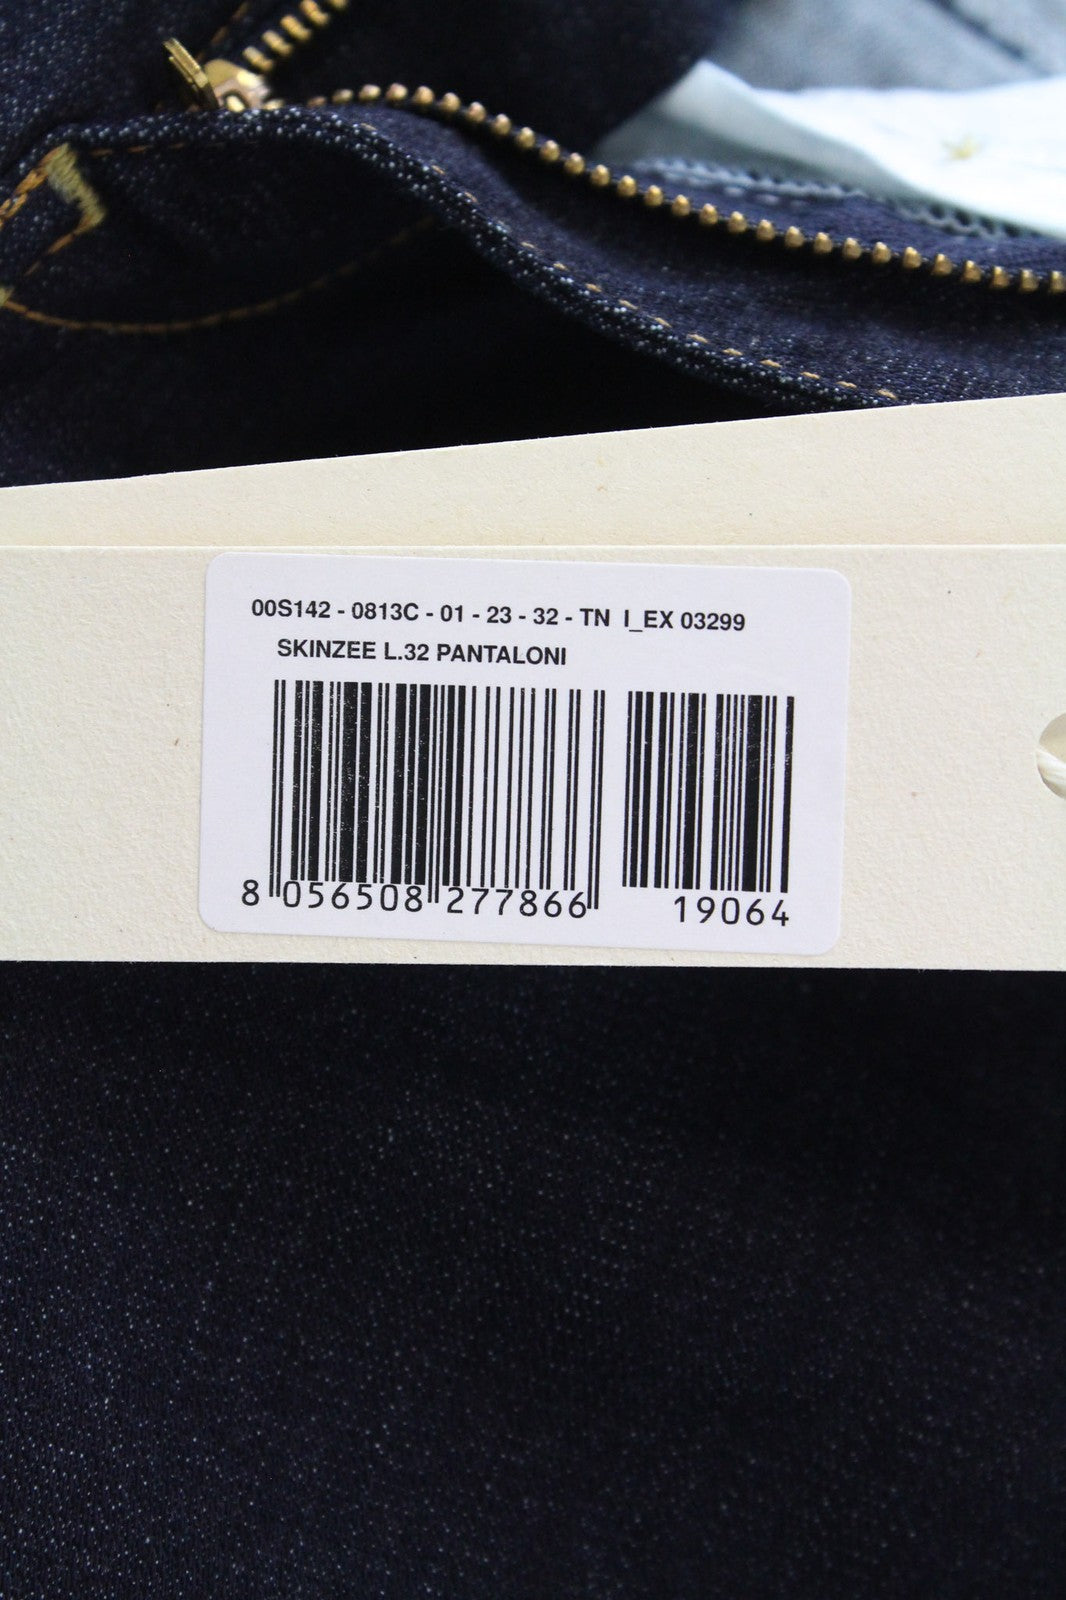 00S142 - 0813C - 01 - 23 - 32 - TN I_EX 03299
SKINZEE L.32 PANTALONI
8 056508 277866 19064